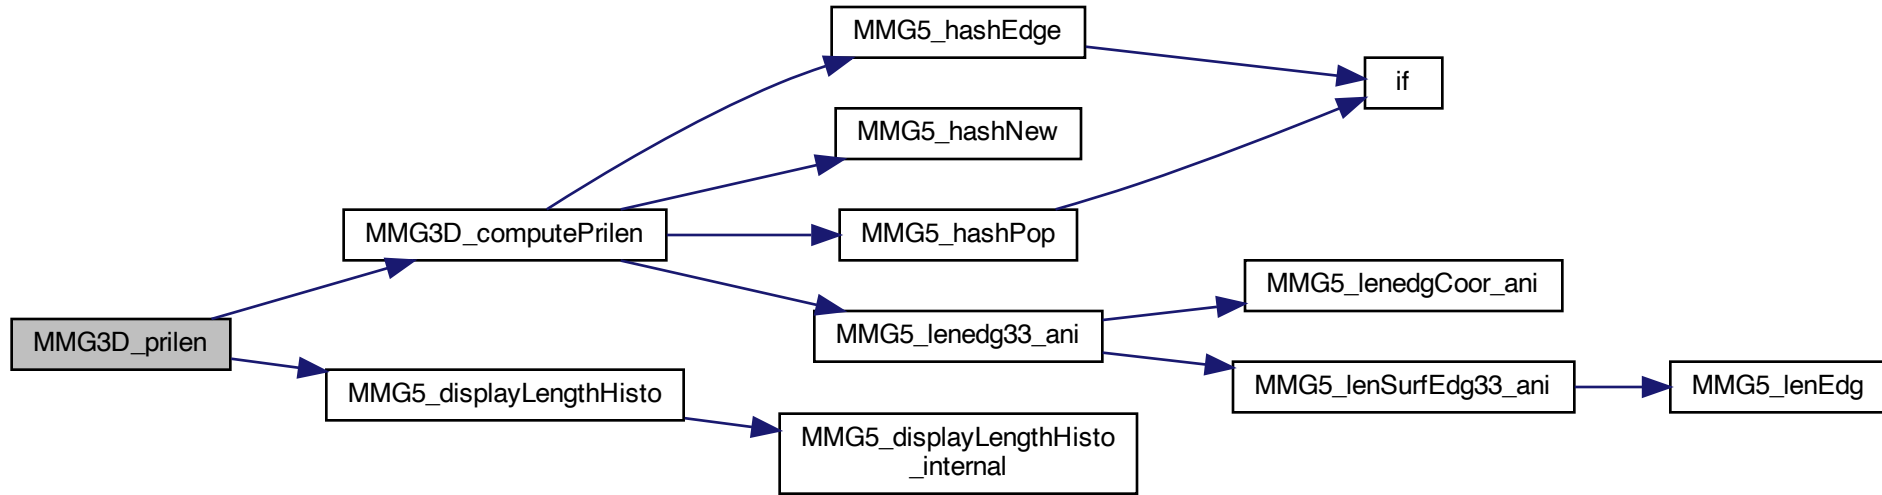 MMG5_hashEdge
if
MMG5_hashNew
MMG3D_computePrilen
MMG5_hashPop
MMG5_lenedgCoor_ani
MMG3D_prilen
MMG5_lenedg33_ani
MMG5_displayLengthHisto
MMG5_lenSurfEdg33_ani
MMG5_lenEdg
MMG5_displayLengthHisto
_internal